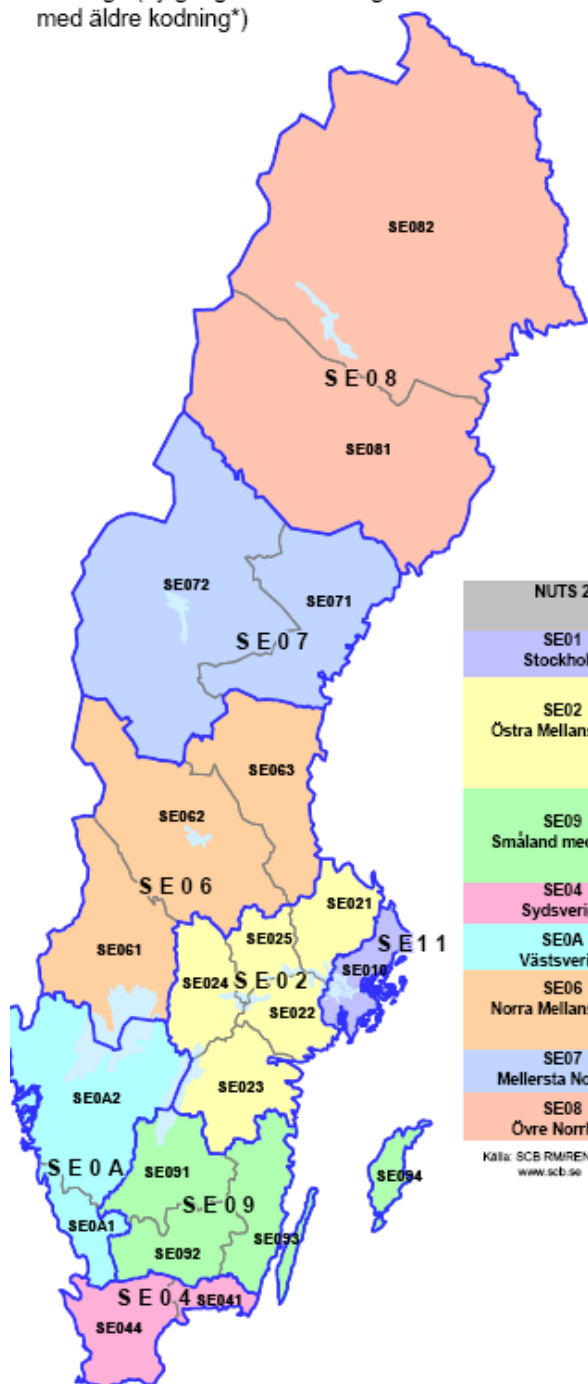 med äldre kodning*)
SE082
SE08
SE081
SE072
SE071
SE07
SE063
SE062
SE06
SE021
SE025
SE11
SE061
SE010
SE024
SE02
SE022
SE023
SE0A2
SE091
SE094
SE0A
SE09
SE0A1
SE093
SE092
SE04
SE041
SE044
NUTS 2
SE01
Stockhol
SE02
Östra Mellans
SE09
Småland me
SE04
Sydsveri
SE0A
Västsveri
SE06
Norra Mellans
SE07
Mellersta No
SE08
Övre Norrl
Källa: SCB RM/REN
www.scb.se